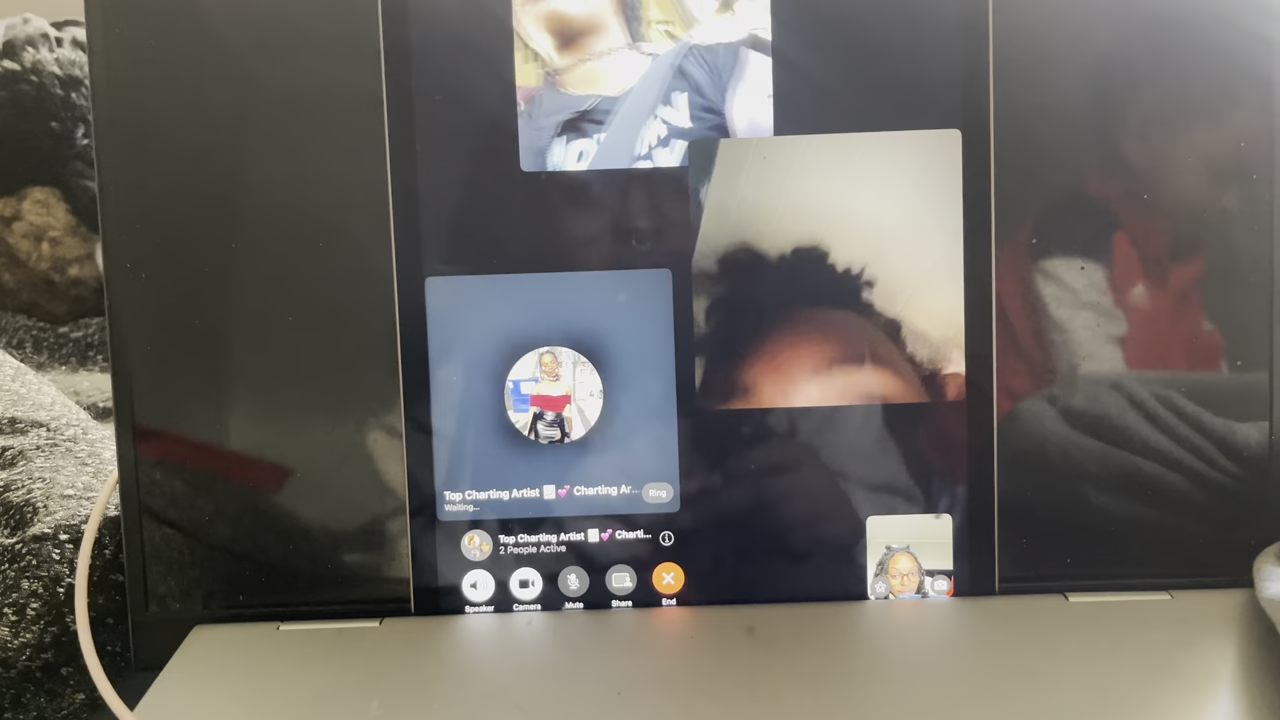 Top Charting Artist 📈💕 Charting Ar...
Ring
Waiting...
Top Charting Artist 📈💕 Charti...
2 People Active
Speaker
Camera
Mute
Share
End